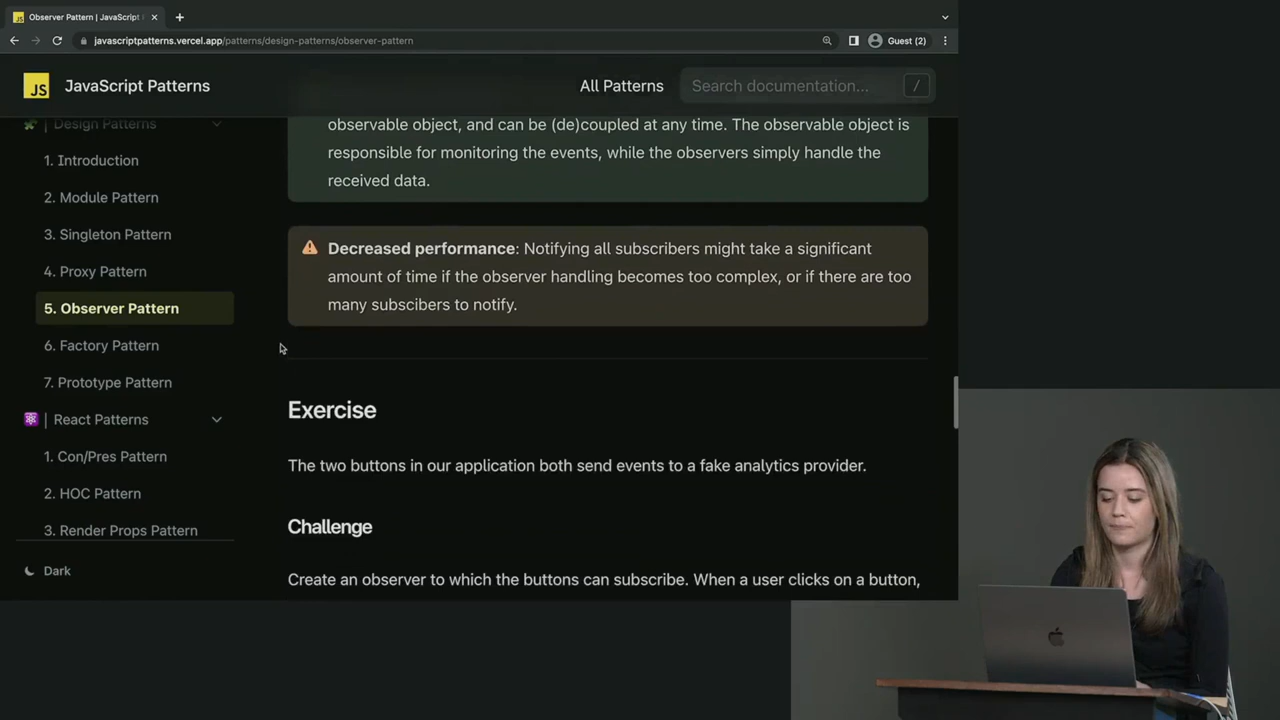 Observer Pattern | JavaScript
javascriptpatterns.vercel.app/patterns/design-patterns/observer-pattern
Guest (2)
JS
JavaScript Patterns
All Patterns
Search documentation...
/
| Design Patterns
1. Introduction
2. Module Pattern
3. Singleton Pattern
4. Proxy Pattern
5. Observer Pattern
6. Factory Pattern
7. Prototype Pattern
| React Patterns
1. Con/Pres Pattern
2. HOC Pattern
3. Render Props Pattern
Dark
observable object, and can be (de)coupled at any time. The observable object is
responsible for monitoring the events, while the observers simply handle the
received data.
Decreased performance: Notifying all subscribers might take a significant
amount of time if the observer handling becomes too complex, or if there are too
many subscibers to notify.
Exercise
The two buttons in our application both send events to a fake analytics provider.
Challenge
Create an observer to which the buttons can subscribe. When a user clicks on a button,